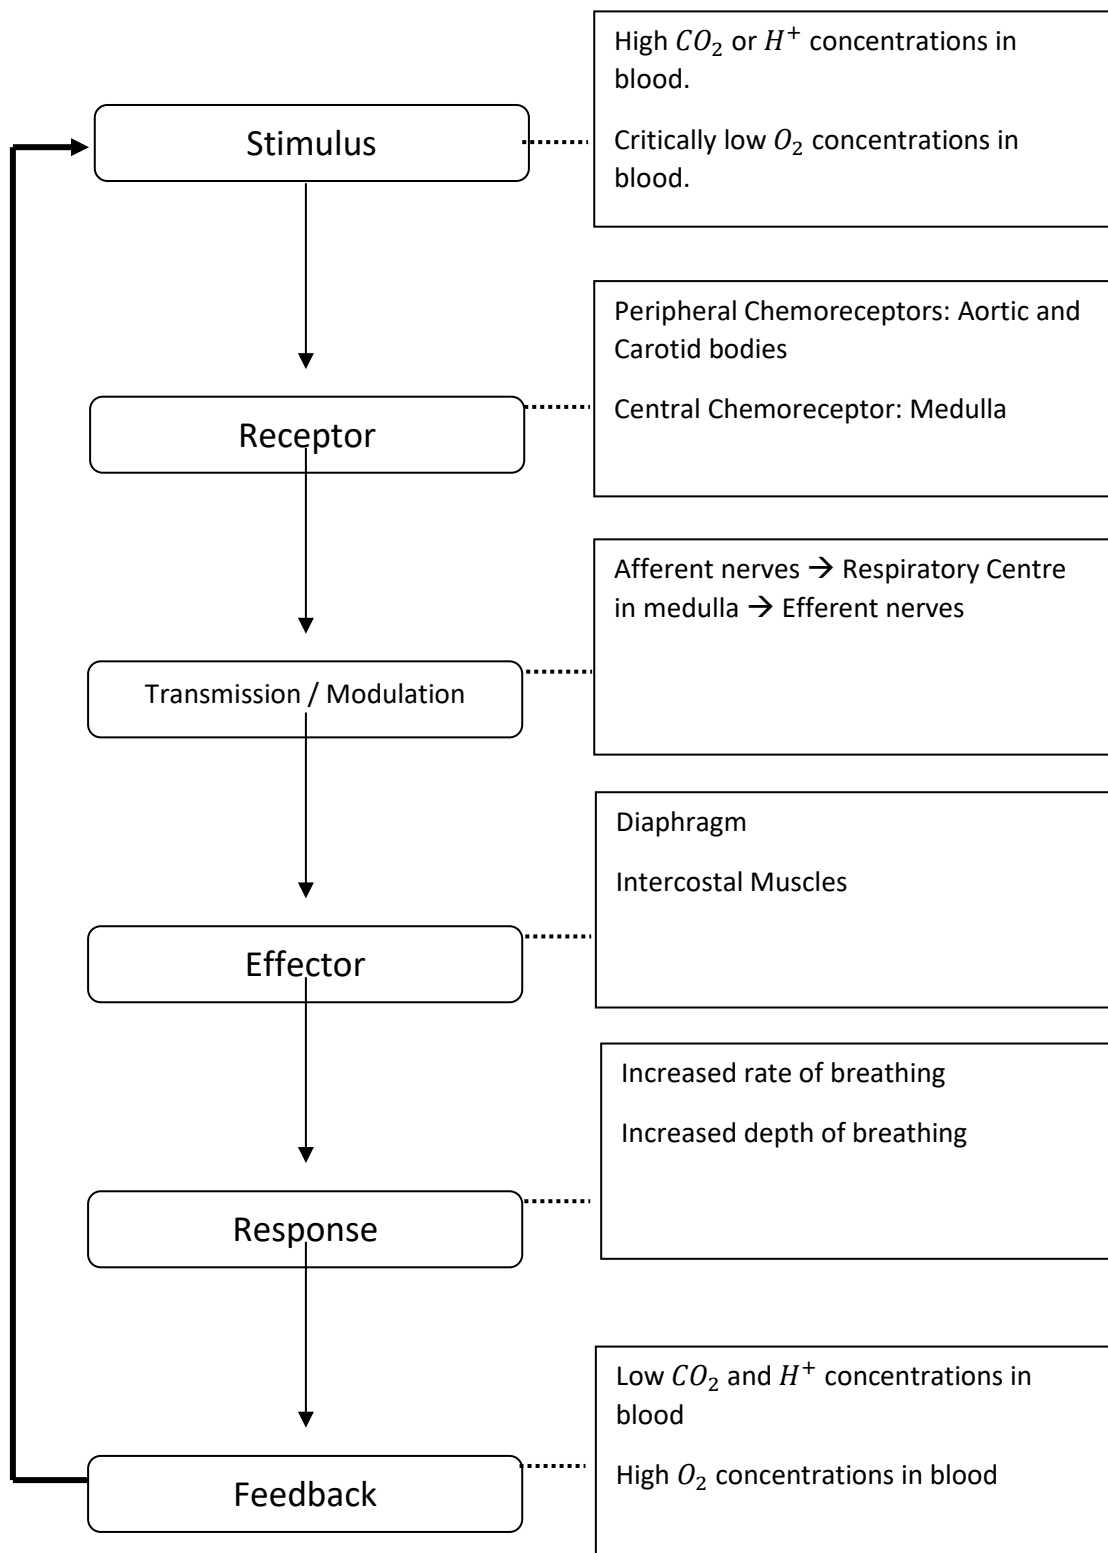 High CO₂ or H⁺ concentrations in
blood.
Stimulus
Critically low O₂ concentrations in
blood.
Peripheral Chemoreceptors: Aortic and
Carotid bodies
Receptor
Central Chemoreceptor: Medulla
Afferent nerves → Respiratory Centre
in medulla → Efferent nerves
Transmission / Modulation
Diaphragm
Intercostal Muscles
Effector
Increased rate of breathing
Increased depth of breathing
Response
Low CO₂ and H⁺ concentrations in
blood
High O₂ concentrations in blood
Feedback